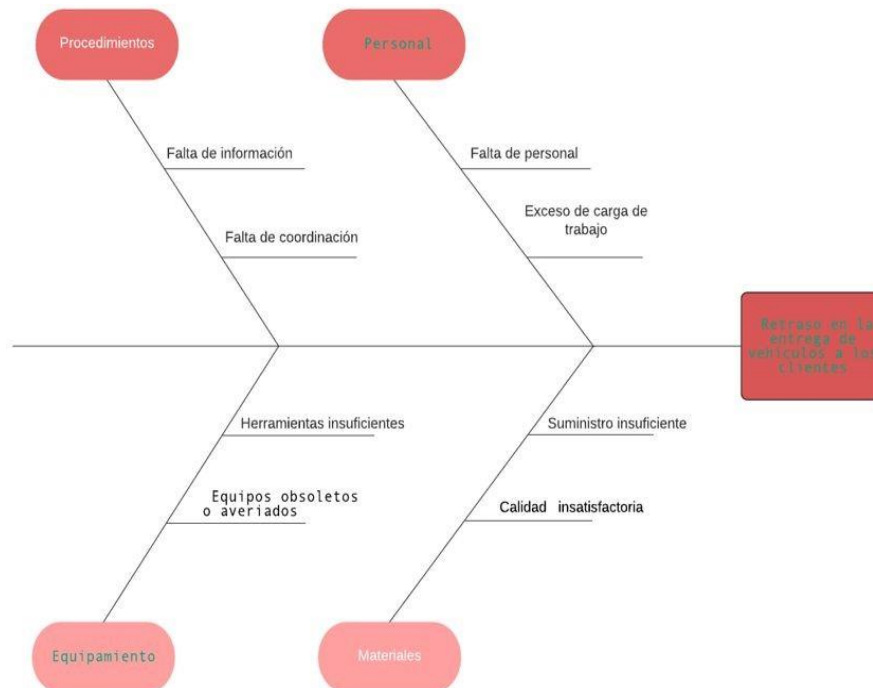 Procedimientos
Personal
Falta de información
Falta de personal
Falta de coordinación
Exceso de carga de
trabajo
Retraso en la
entrega de
vehículos a los
clientes
Herramientas insuficientes
Suministro insuficiente
Equipos obsoletos
o averiados
Calidad insatisfactoria
Equipamiento
Materiales